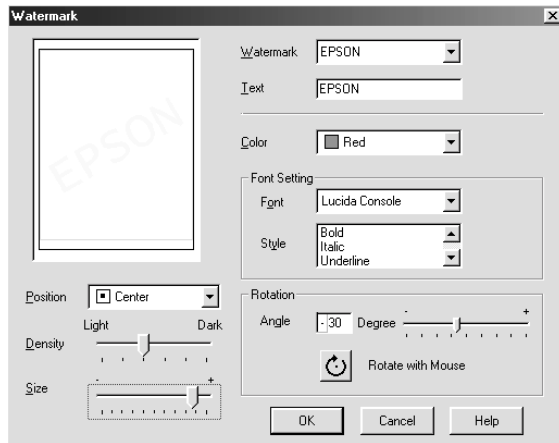 Watermark
EPSON
Watermark EPSON
Text EPSON
Color Red
Font Setting
Font Lucida Console
Style Bold
Italic
Underline
Position Center
Light Dark
Density
Size - +
Rotation
Angle -30 Degree - +
Rotate with Mouse
OK Cancel Help